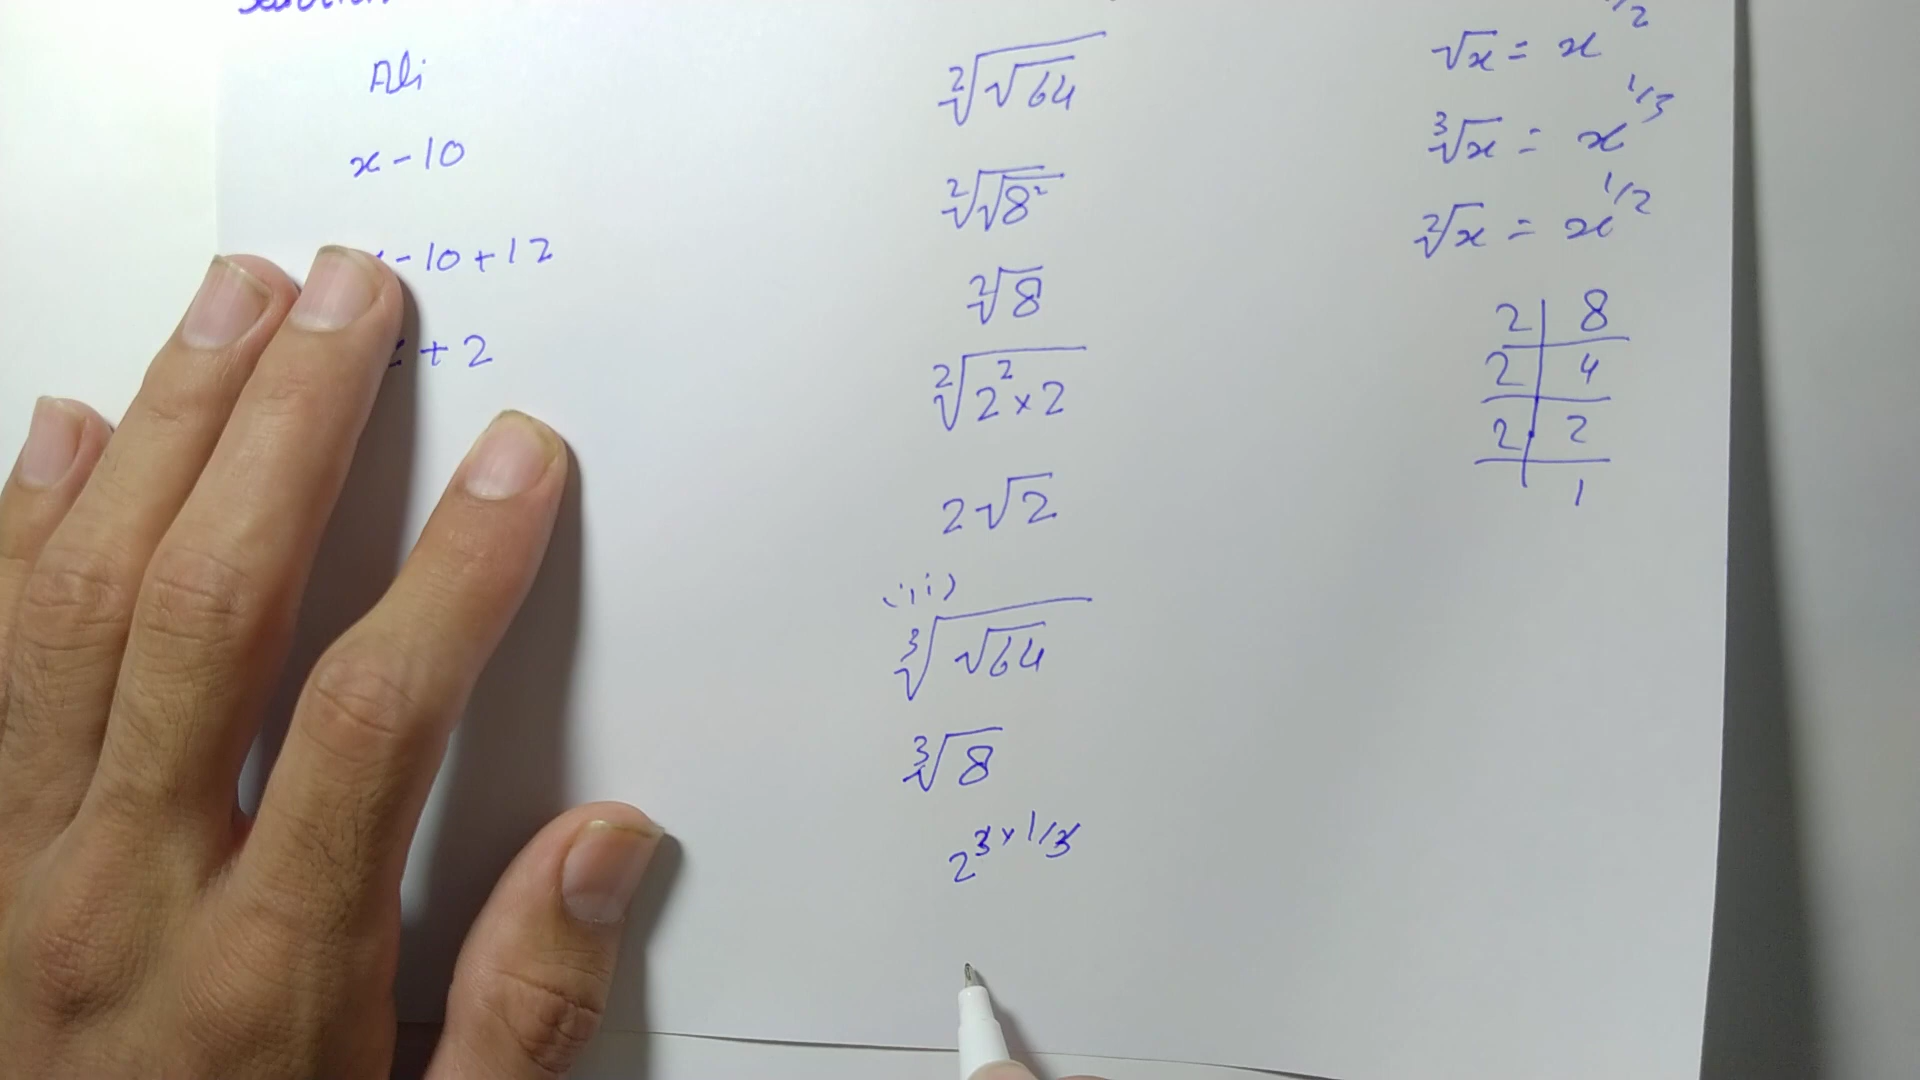 Ali
x - 10
- 10 + 12
x + 2
²√√64
²√√8²
²√8
²√2² × 2
2√2
(ii)
³√√64
³√8
2^3 × 1/3
√x = x^1/2
³√x = x^1/3
²√x = x^1/2
2 | 8
2 | 4
2 | 2
1